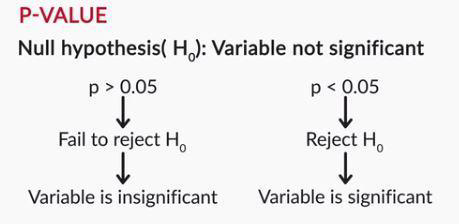 P-VALUE
Null hypothesis( H₀): Variable not significant
p > 0.05
p < 0.05
Fail to reject H₀
Reject H₀
Variable is insignificant
Variable is significant